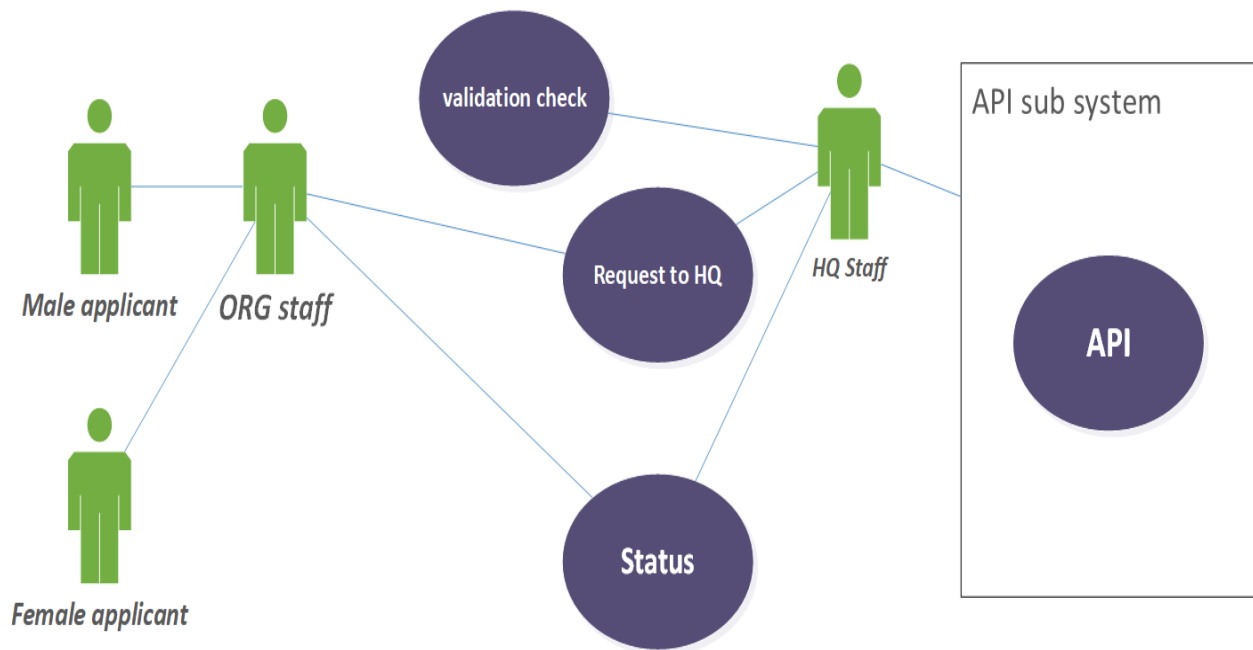 validation check
API sub system
Request to HQ
HQ Staff
Male applicant
ORG staff
API
Status
Female applicant